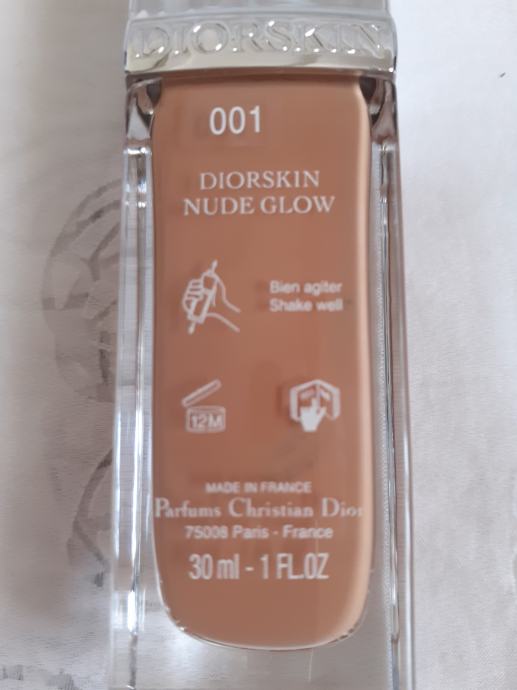 DIORSKIN
001
DIORSKIN
NUDE GLOW
Bien agiter
Shake well
12M
MADE IN FRANCE
Parfums Christian Dior
75008 Paris - France
30 ml - 1 FL.OZ